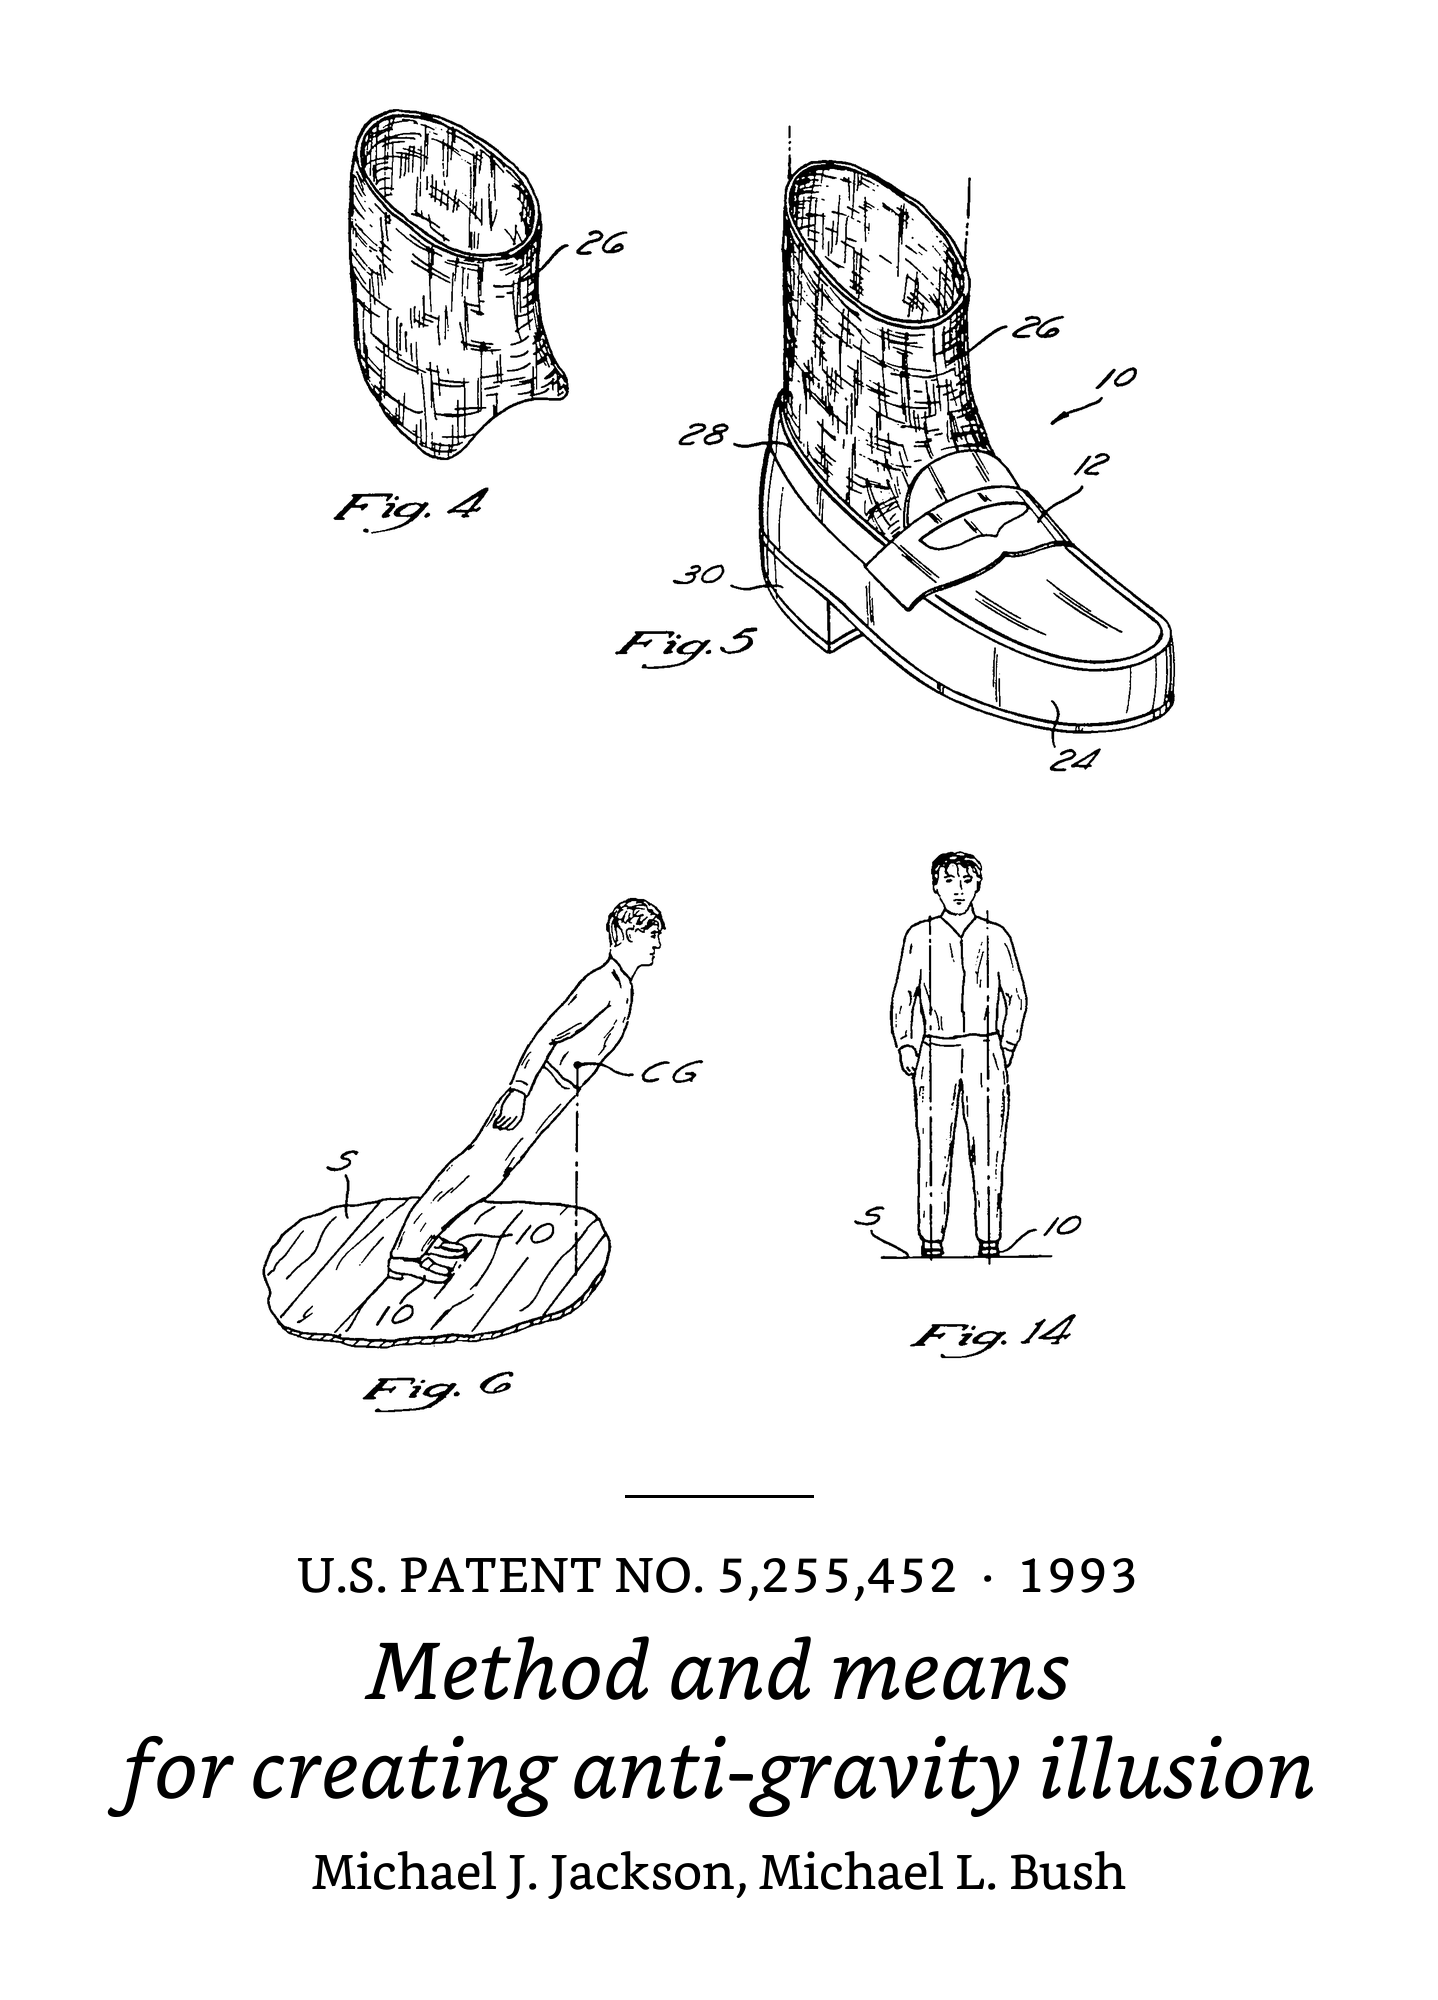 26
26
10
28
12
Fig. 4
30
Fig. 5
24
CG
S
S
10
10
10
Fig. 14
Fig. 6
U.S. PATENT NO. 5,255,452 · 1993
Method and means
for creating anti-gravity illusion
Michael J. Jackson, Michael L. Bush